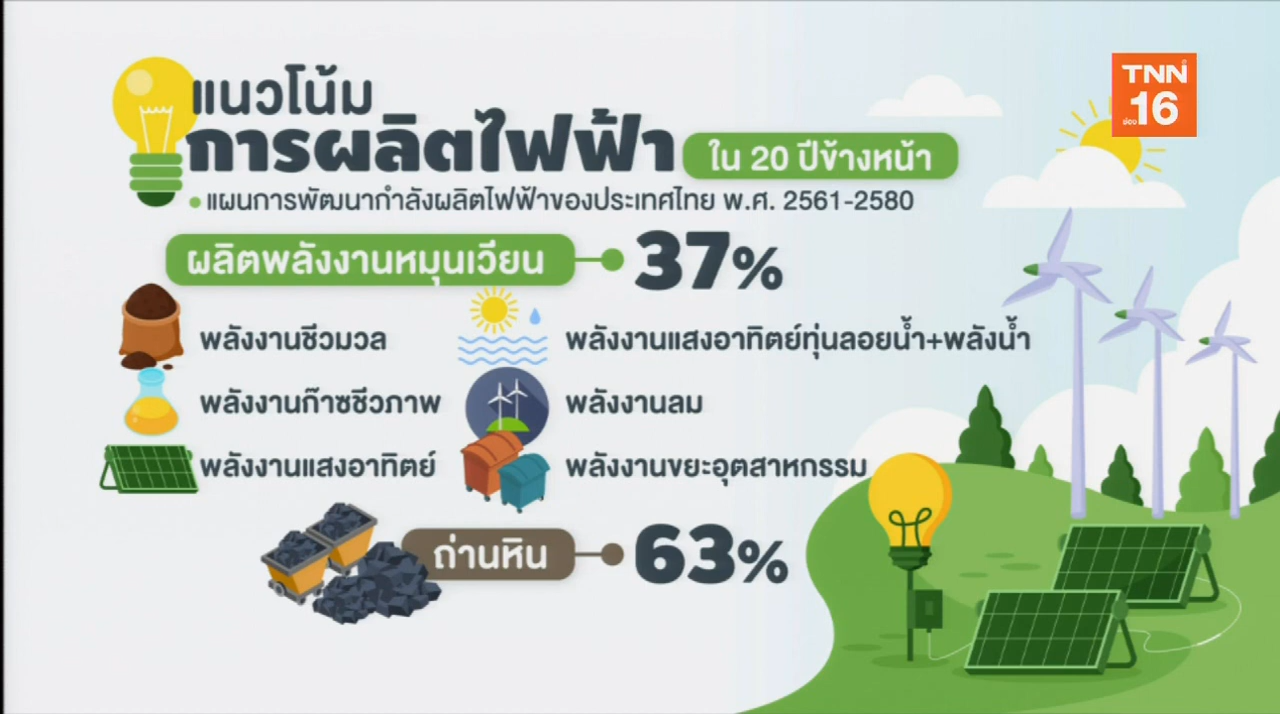 TNN
ช่อง 16
แนวโน้ม
การผลิตไฟฟ้า
ใน 20 ปีข้างหน้า
• แผนการพัฒนากำลังผลิตไฟฟ้าของประเทศไทย พ.ศ. 2561-2580
ผลิตพลังงานหมุนเวียน 37%
พลังงานชีวมวล
พลังงานแสงอาทิตย์ทุ่นลอยน้ำ+พลังน้ำ
พลังงานก๊าซชีวภาพ
พลังงานลม
พลังงานแสงอาทิตย์
พลังงานขยะอุตสาหกรรม
ถ่านหิน 63%